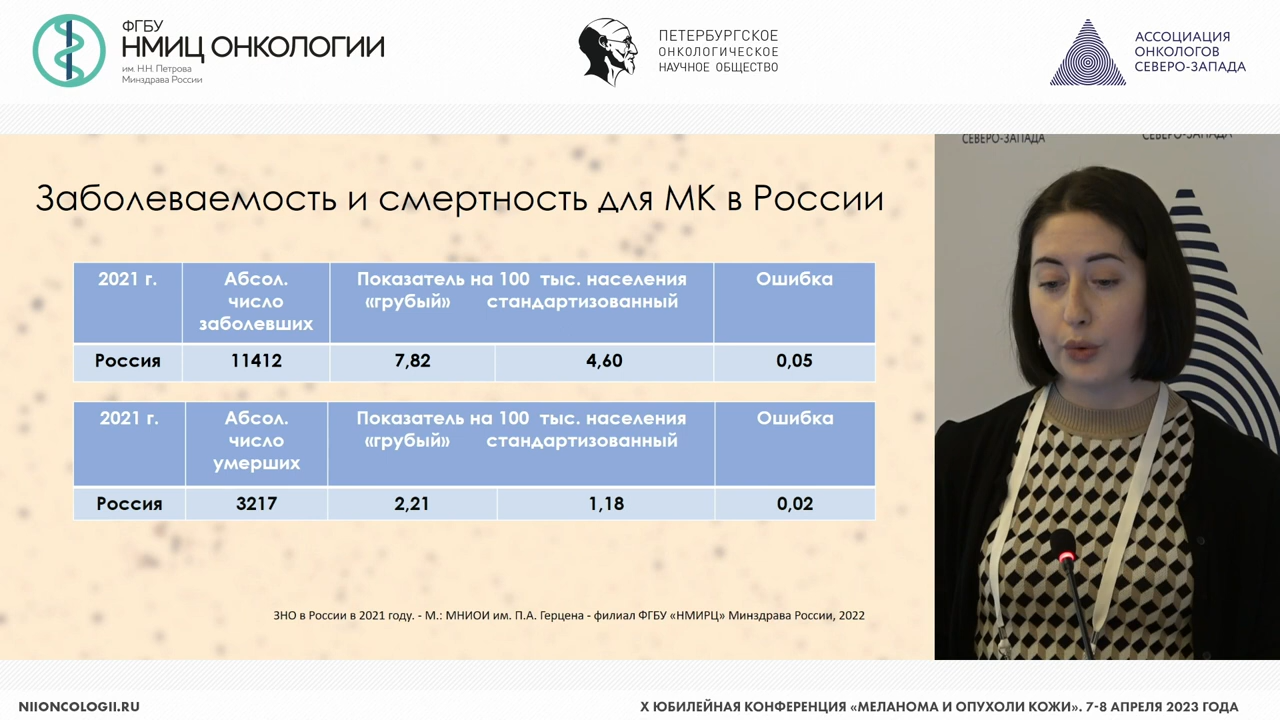 ФГБУ
НМИЦ ОНКОЛОГИИ
им. Н.Н. Петрова
Минздрава России
ПЕТЕРБУРГСКОЕ
ОНКОЛОГИЧЕСКОЕ
НАУЧНОЕ ОБЩЕСТВО
АССОЦИАЦИЯ
ОНКОЛОГОВ
СЕВЕРО-ЗАПАДА
СЕВЕРО-ЗАПАДА
СЕВЕРО-ЗАПАДА
Заболеваемость и смертность для МК в России
2021 г.
Абсол.
число
заболевших
Показатель на 100 тыс. населения
«грубый» стандартизованный
Ошибка
Россия 11412 7,82 4,60 0,05
2021 г.
Абсол.
число
умерших
Показатель на 100 тыс. населения
«грубый» стандартизованный
Ошибка
Россия 3217 2,21 1,18 0,02
ЗНО в России в 2021 году. - М.: МНИОИ им. П.А. Герцена - филиал ФГБУ «НМИРЦ» Минздрава России, 2022
NIIONCOLOGII.RU
X ЮБИЛЕЙНАЯ КОНФЕРЕНЦИЯ «МЕЛАНОМА И ОПУХОЛИ КОЖИ». 7-8 АПРЕЛЯ 2023 ГОДА